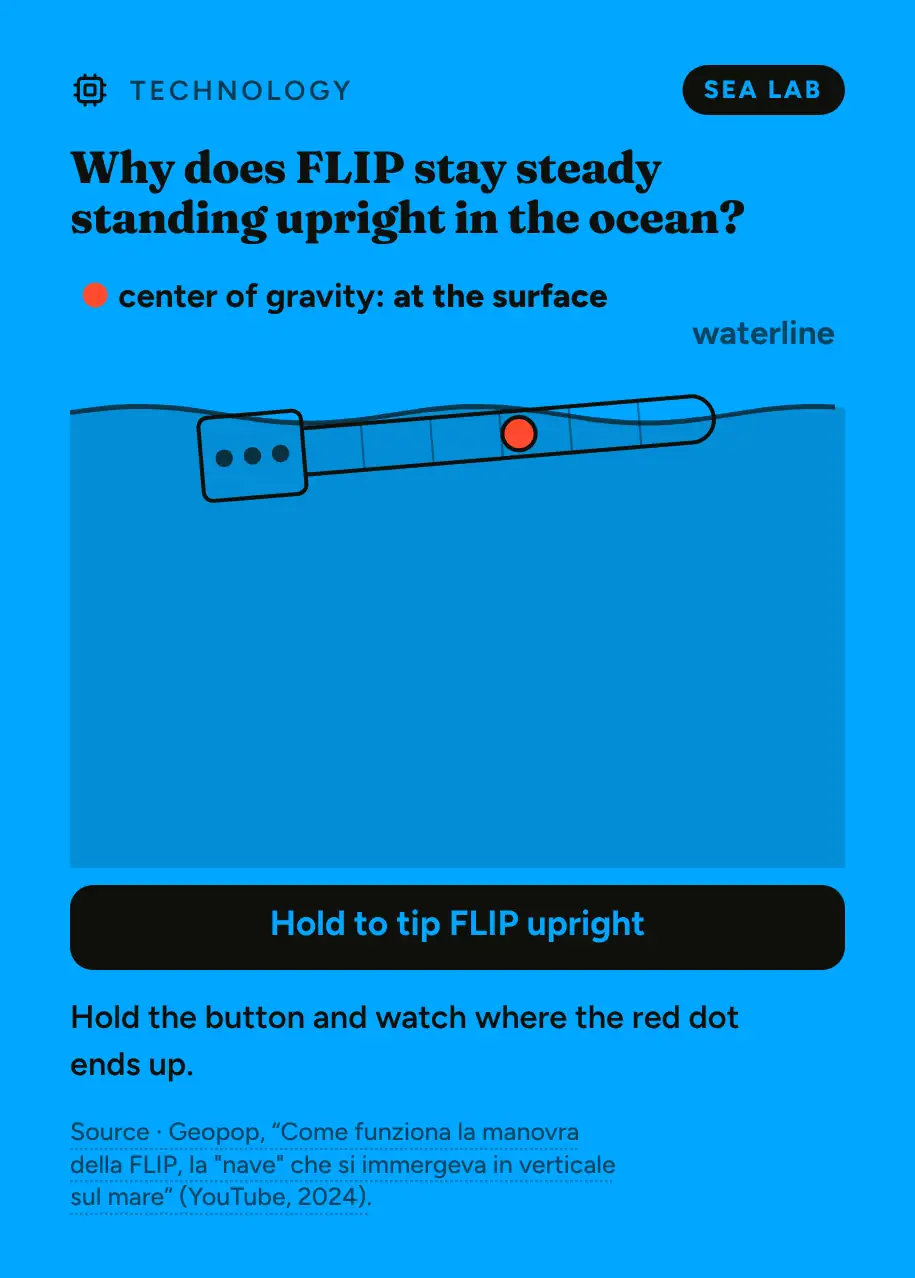 TECHNOLOGY
SEA LAB
Why does FLIP stay steady
standing upright in the ocean?
center of gravity: at the surface
waterline
Hold to tip FLIP upright
Hold the button and watch where the red dot
ends up.
Source · Geopop, “Come funziona la manovra
della FLIP, la "nave" che si immergeva in verticale
sul mare” (YouTube, 2024).